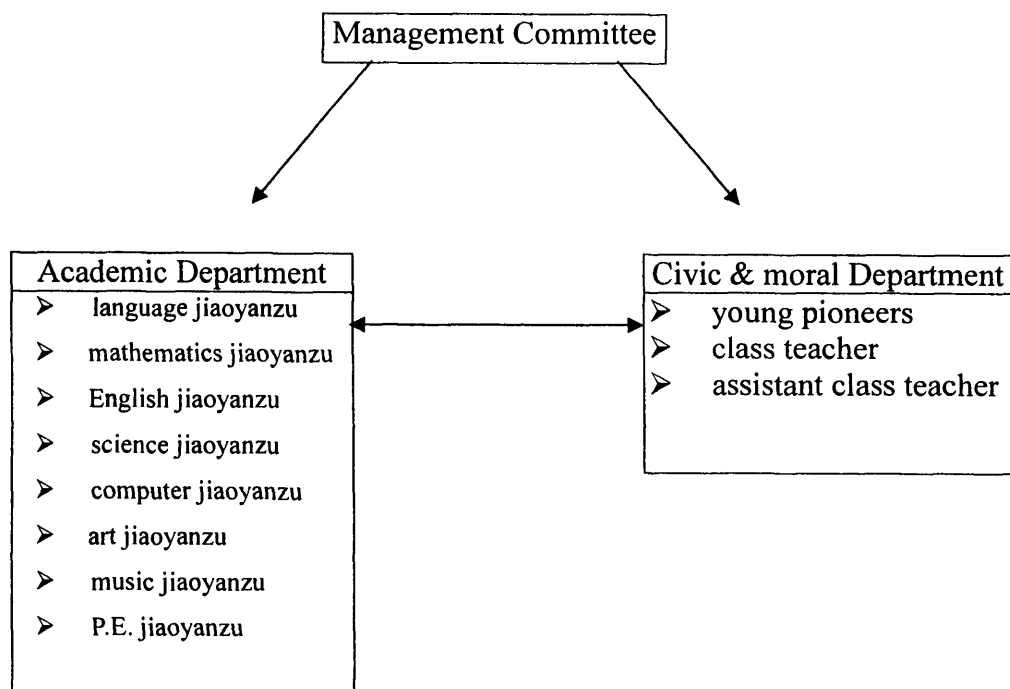 Management Committee
Academic Department
➢ language jiaoyanzu
➢ mathematics jiaoyanzu
➢ English jiaoyanzu
➢ science jiaoyanzu
➢ computer jiaoyanzu
➢ art jiaoyanzu
➢ music jiaoyanzu
➢ P.E. jiaoyanzu
Civic & moral Department
➢ young pioneers
➢ class teacher
➢ assistant class teacher